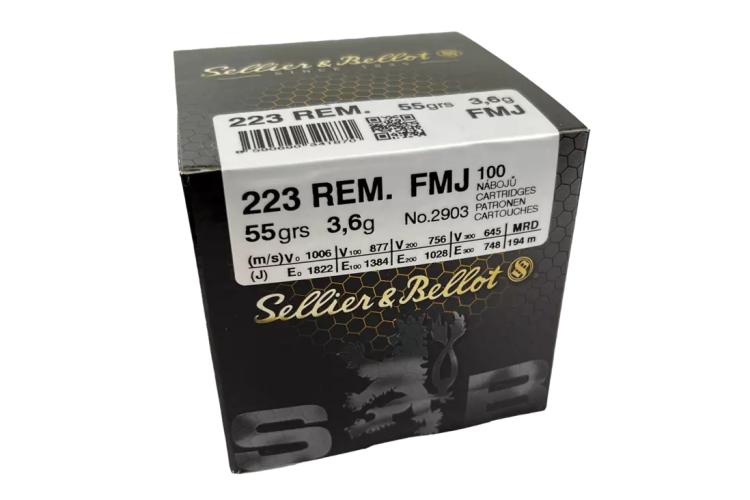 Sellier & Bellot
SINCE 1825
223 REM. 55grs 3,6g
FMJ
223 REM. FMJ 100
NÁBOJŮ
CARTRIDGES
PATRONEN
CARTOUCHES
55grs 3,6g No.2903
(m/s) V0 1006 V100 877 V200 756 V300 645 MRD
(J) E0 1822 E100 1384 E200 1028 E300 748 194 m
Sellier & Bellot S
S B